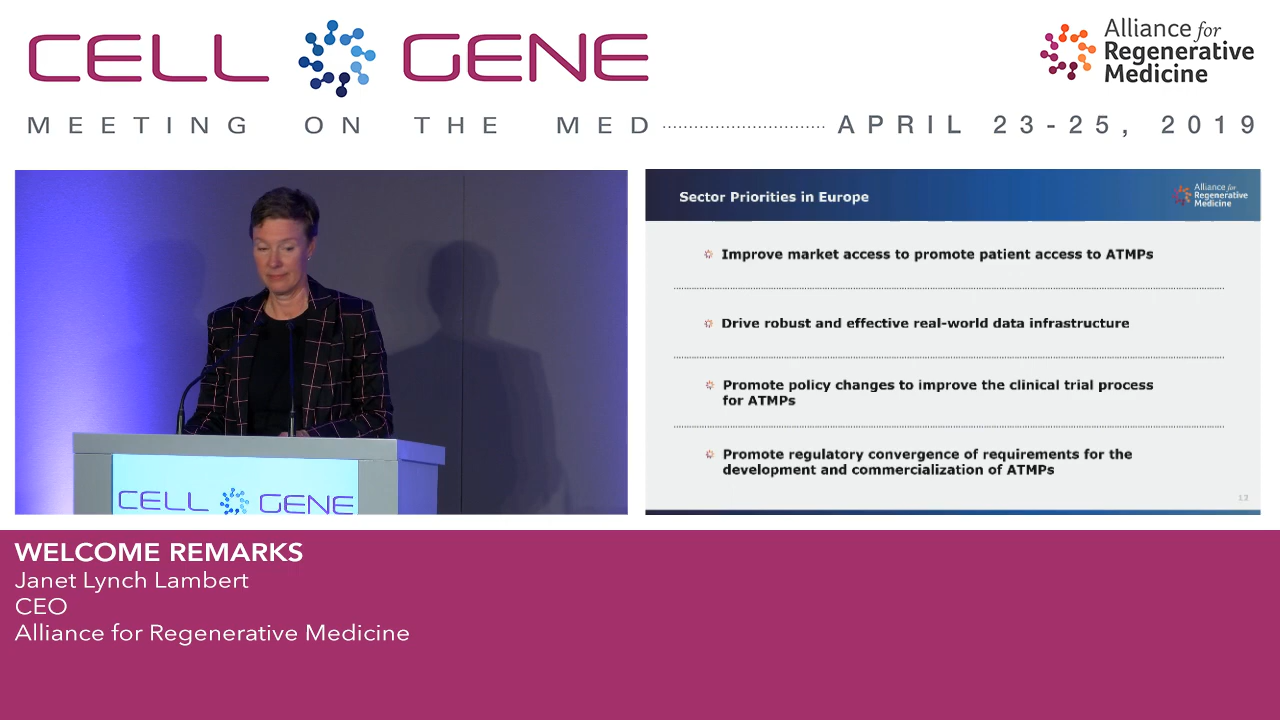 CELL GENE
Alliance for
Regenerative
Medicine
MEETING ON THE MED
APRIL 23-25, 2019
Sector Priorities in Europe
Alliance for
Regenerative
Medicine
Improve market access to promote patient access to ATMPs
Drive robust and effective real-world data infrastructure
Promote policy changes to improve the clinical trial process
for ATMPs
Promote regulatory convergence of requirements for the
development and commercialization of ATMPs
12
CELL GENE
WELCOME REMARKS
Janet Lynch Lambert
CEO
Alliance for Regenerative Medicine